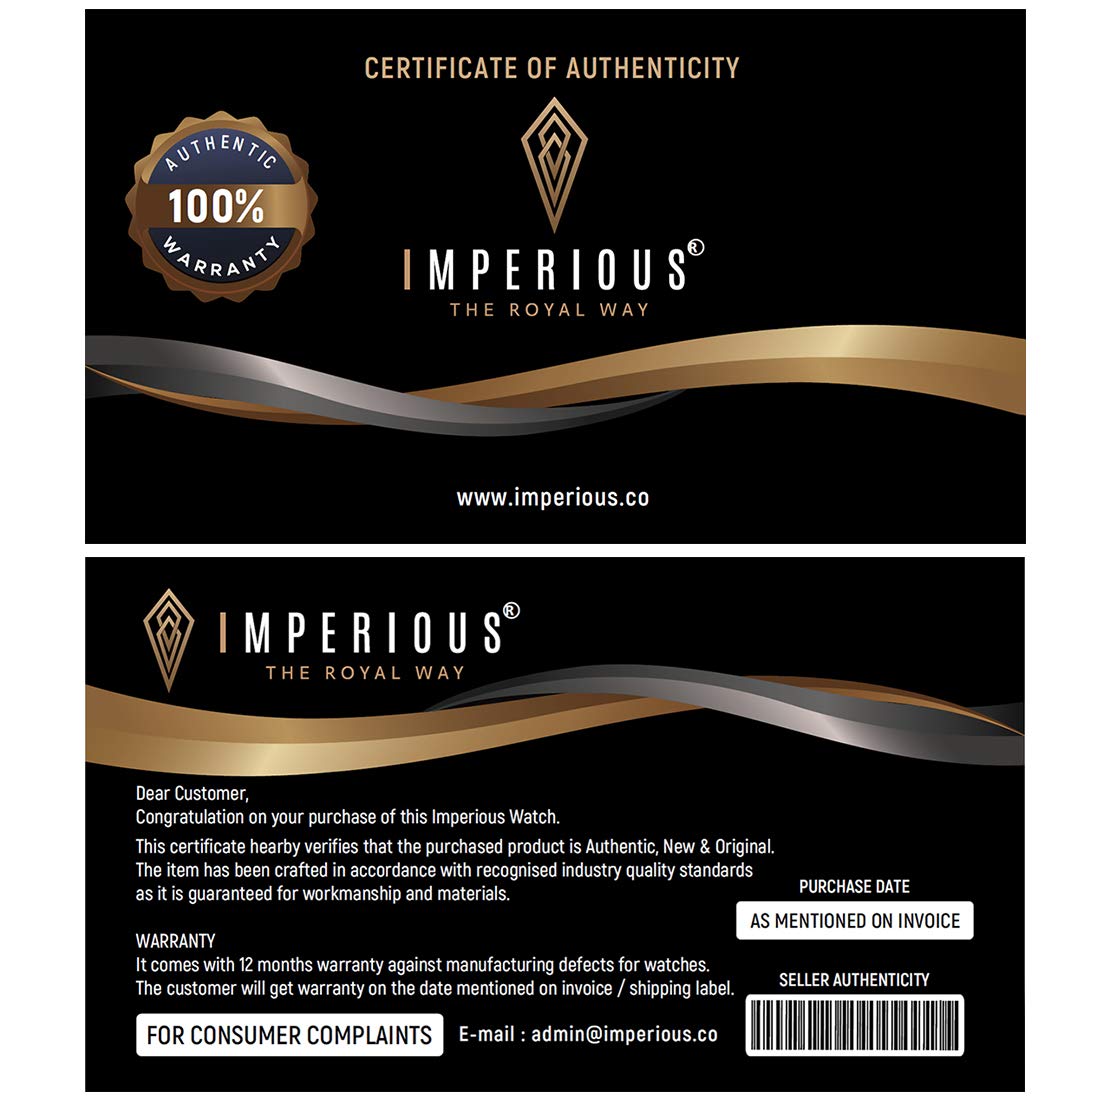 CERTIFICATE OF AUTHENTICITY
AUTHENTIC
100%
WARRANTY
IMPERIOUS®
THE ROYAL WAY
www.imperious.co
IMPERIOUS®
THE ROYAL WAY
Dear Customer,
Congratulation on your purchase of this Imperious Watch.
This certificate hearby verifies that the purchased product is Authentic, New & Original.
The item has been crafted in accordance with recognised industry quality standards
as it is guaranteed for workmanship and materials.
PURCHASE DATE
AS MENTIONED ON INVOICE
WARRANTY
It comes with 12 months warranty against manufacturing defects for watches.
The customer will get warranty on the date mentioned on invoice / shipping label.
SELLER AUTHENTICITY
FOR CONSUMER COMPLAINTS
E-mail : admin@imperious.co